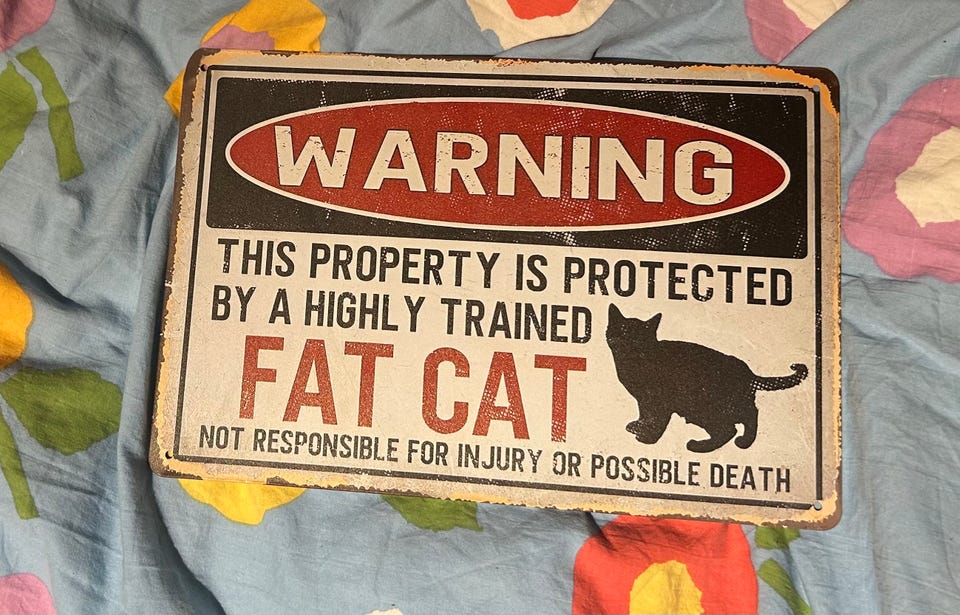 WARNING
THIS PROPERTY IS PROTECTED
BY A HIGHLY TRAINED
FAT CAT
NOT RESPONSIBLE FOR INJURY OR POSSIBLE DEATH